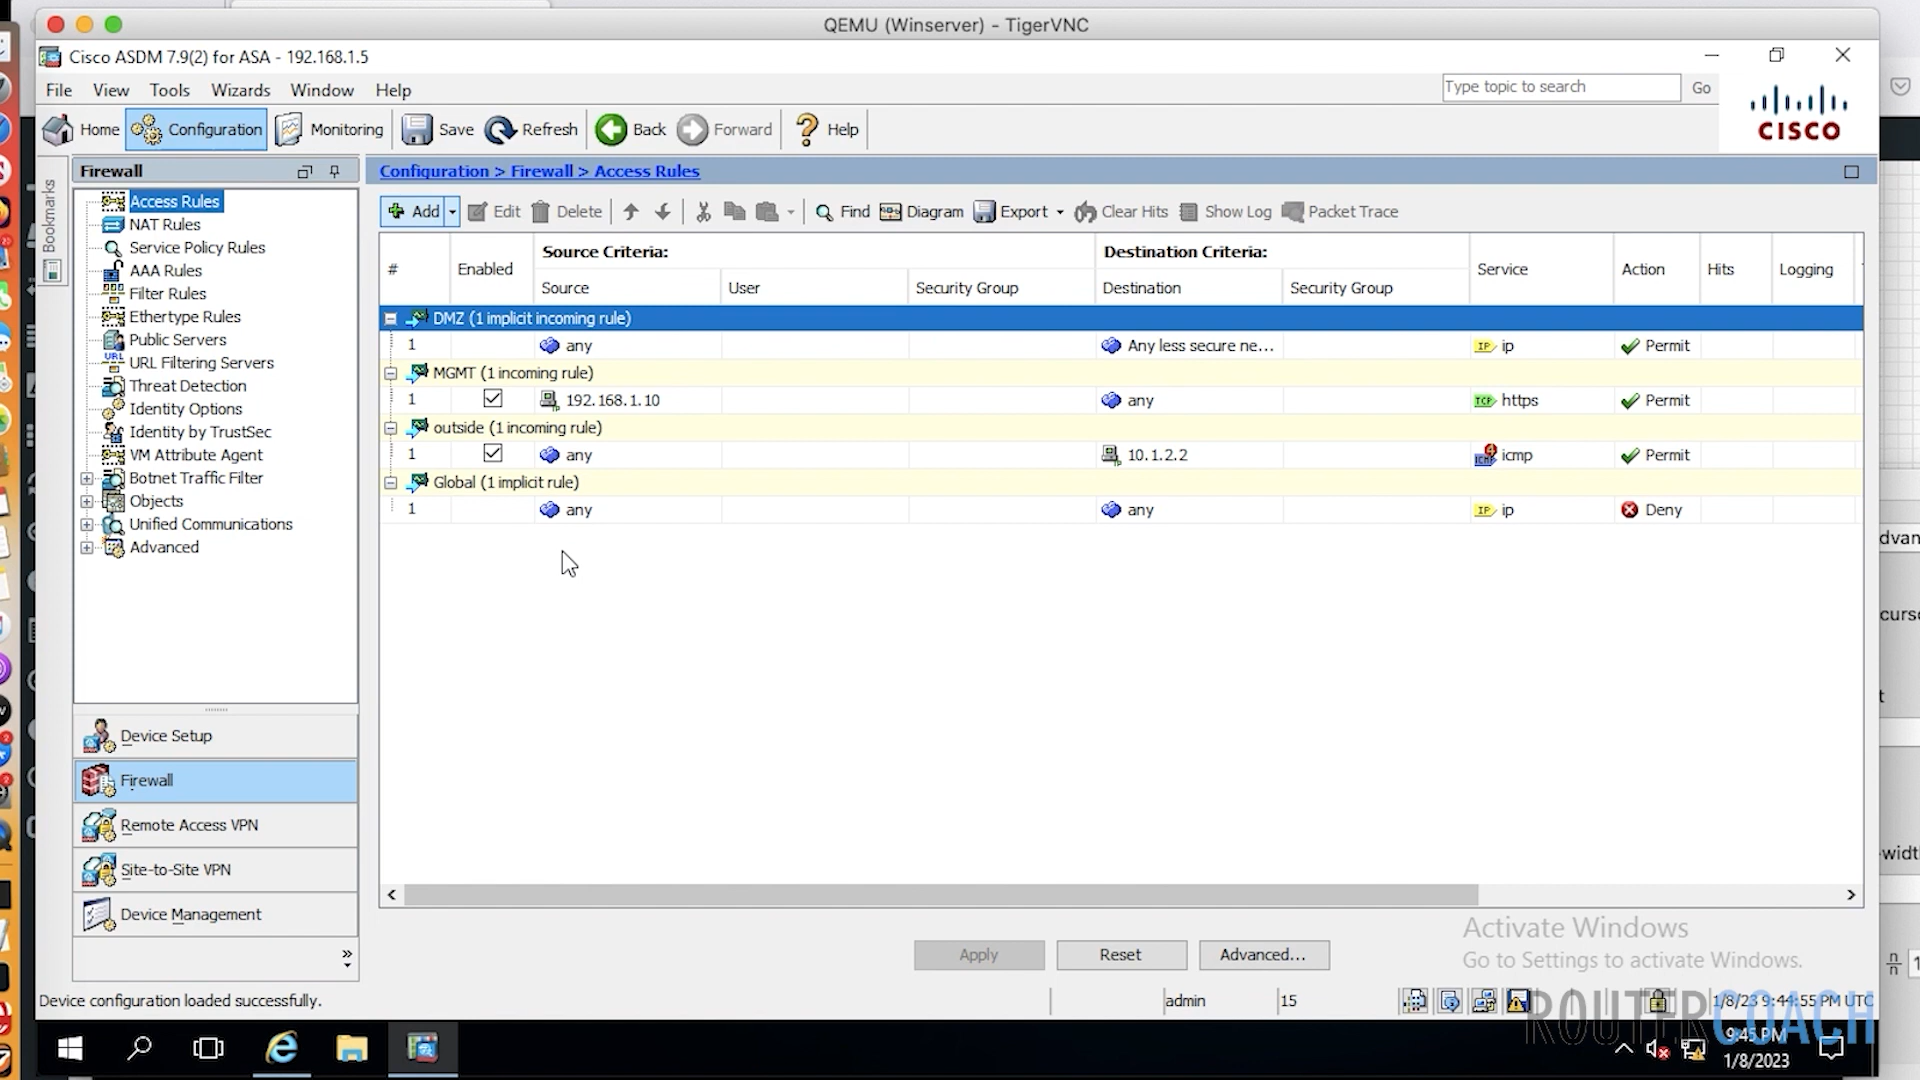 QEMU (Winserver) - TigerVNC
Cisco ASDM 7.9(2) for ASA - 192.168.1.5
File View Tools Wizards Window Help
Type topic to search Go
Home Configuration Monitoring Save Refresh Back Forward Help
CISCO
Bookmarks
Firewall
Access Rules
NAT Rules
Service Policy Rules
AAA Rules
Filter Rules
Ethertype Rules
Public Servers
URL Filtering Servers
Threat Detection
Identity Options
Identity by TrustSec
VM Attribute Agent
Botnet Traffic Filter
Objects
Unified Communications
Advanced
Device Setup
Firewall
Remote Access VPN
Site-to-Site VPN
Device Management
Configuration > Firewall > Access Rules
Add Edit Delete Find Diagram Export Clear Hits Show Log Packet Trace
# Enabled Source Criteria: Destination Criteria: Service Action Hits Logging
Source User Security Group Destination Security Group
DMZ (1 implicit incoming rule)
1 any Any less secure ne... IP ip Permit
MGMT (1 incoming rule)
1 192.168.1.10 any TCP https Permit
outside (1 incoming rule)
1 any 10.1.2.2 icmp Permit
Global (1 implicit rule)
1 any any IP ip Deny
Apply Reset Advanced...
Activate Windows
Go to Settings to activate Windows.
Device configuration loaded successfully. admin 15 1/8/23 9:44:55 PM UTC
ROUTERCOACH
9:45 PM
1/8/2023
dvan
curso
t
width